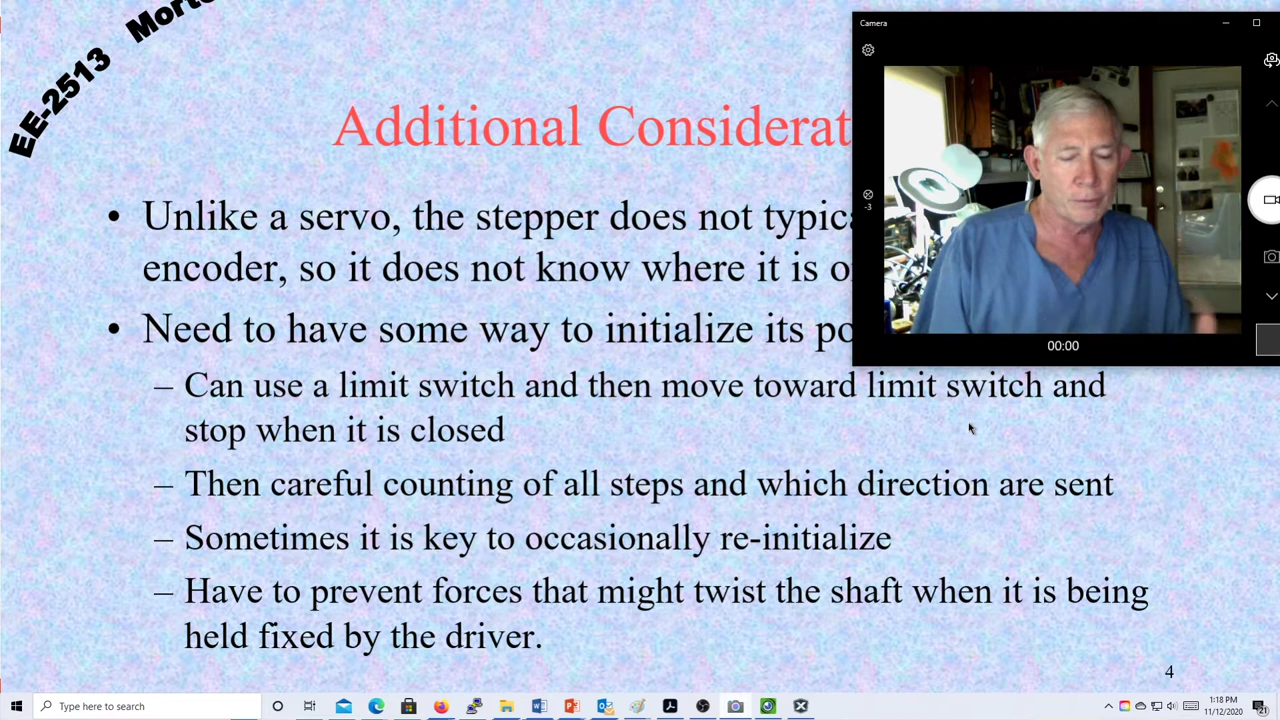 EE-2513
Camera
Additional
Unlike a servo, the stepper does not
encoder, so it does not know where it is
Need to have some way to initialize its
-3
00:00
– Can use a limit switch and then move toward limit switch and
stop when it is closed
– Then careful counting of all steps and which direction are sent
– Sometimes it is key to occasionally re-initialize
– Have to prevent forces that might twist the shaft when it is being
held fixed by the driver.
4
Type here to search
1:18 PM
11/12/2020
21